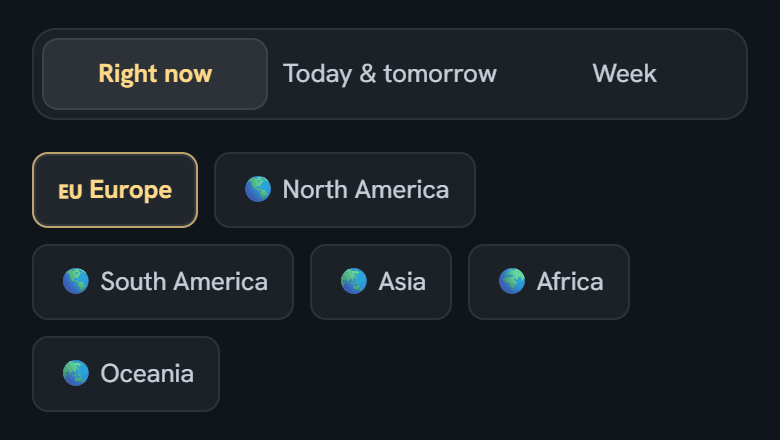 Right now Today & tomorrow Week
EU Europe North America
South America Asia Africa
Oceania